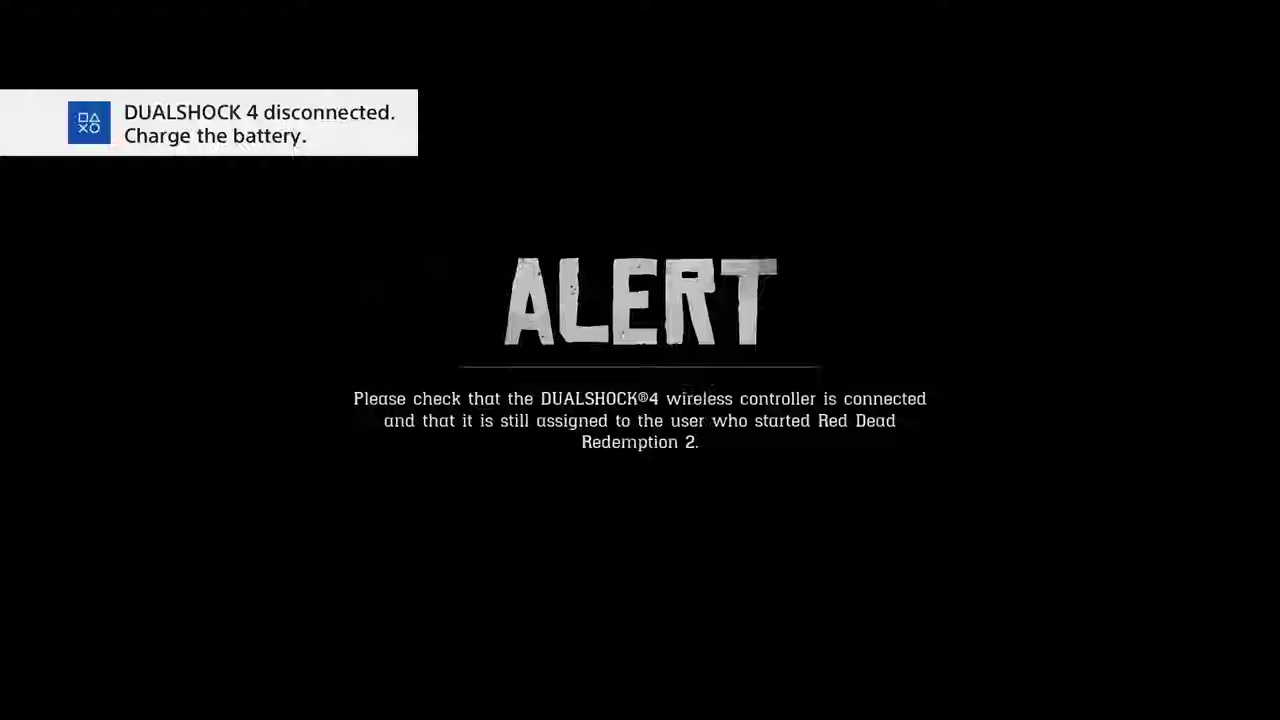 DUALSHOCK 4 disconnected.
Charge the battery.
ALERT
Please check that the DUALSHOCK®4 wireless controller is connected
and that it is still assigned to the user who started Red Dead
Redemption 2.